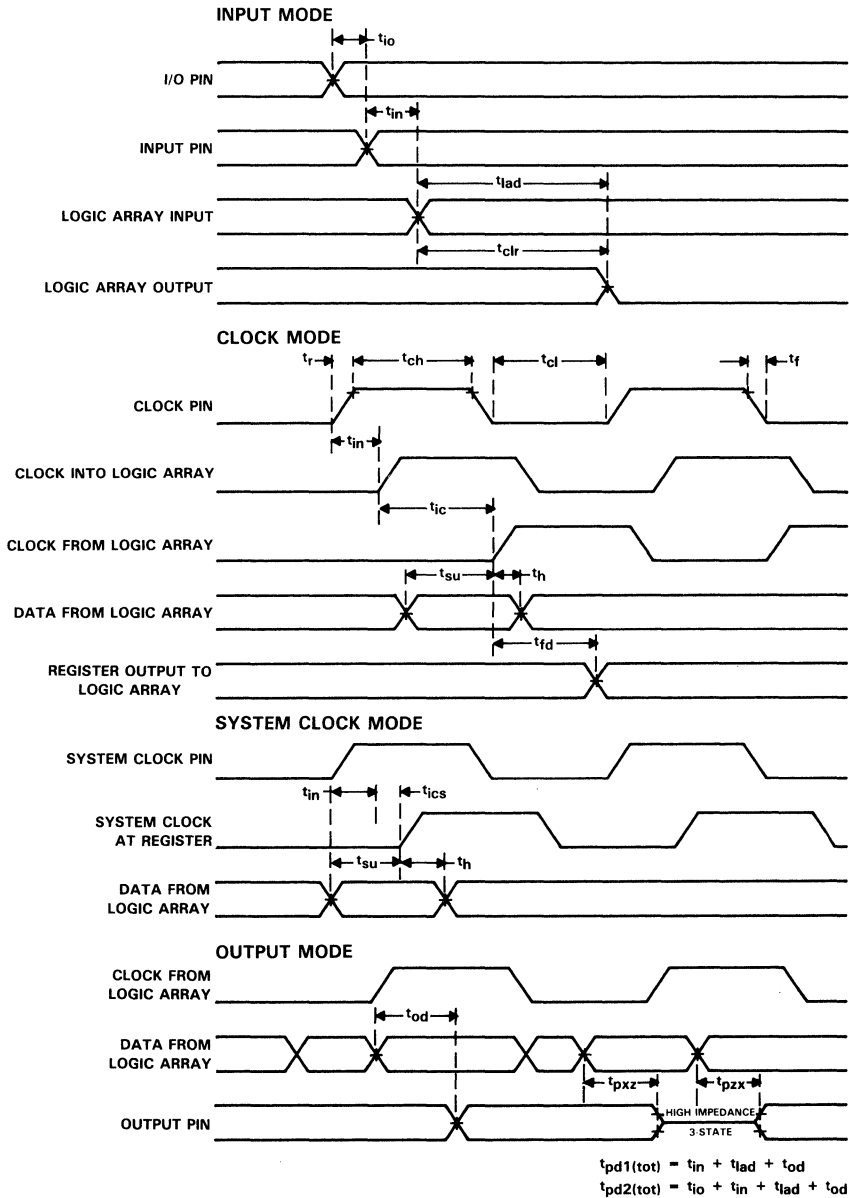 INPUT MODE
tio
I/O PIN
tin
INPUT PIN
tlad
LOGIC ARRAY INPUT
tclr
LOGIC ARRAY OUTPUT
CLOCK MODE
tr
tch
tcl
tf
CLOCK PIN
tin
CLOCK INTO LOGIC ARRAY
tic
CLOCK FROM LOGIC ARRAY
tsu
th
DATA FROM LOGIC ARRAY
tfd
REGISTER OUTPUT TO
LOGIC ARRAY
SYSTEM CLOCK MODE
SYSTEM CLOCK PIN
tin
tics
SYSTEM CLOCK
AT REGISTER
tsu
th
DATA FROM
LOGIC ARRAY
OUTPUT MODE
CLOCK FROM
LOGIC ARRAY
tod
DATA FROM
LOGIC ARRAY
tpxz
tpzx
HIGH IMPEDANCE
OUTPUT PIN
3-STATE
tpd1(tot) = tin + tlad + tod
tpd2(tot) = tio + tin + tlad + tod